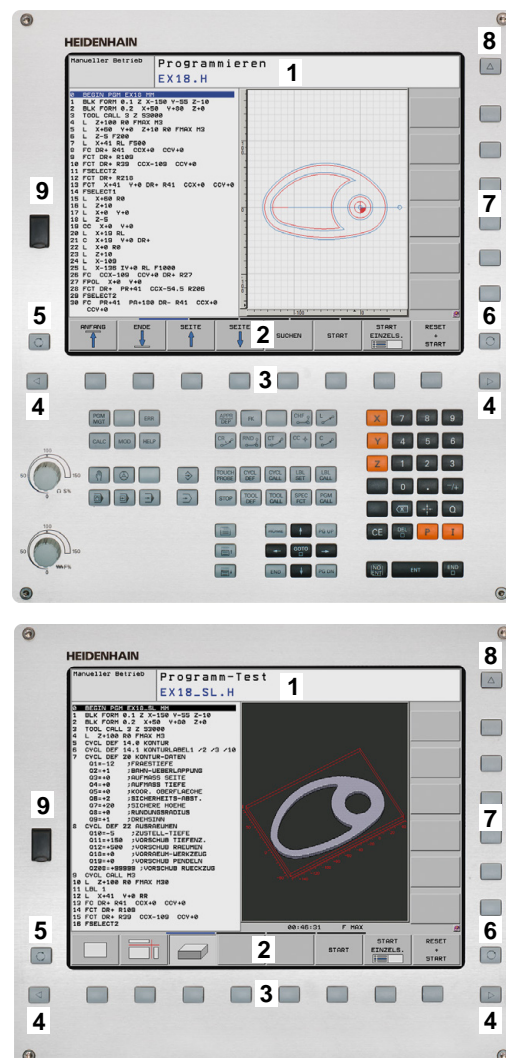 HEIDENHAIN
8
Manueller Betrieb
Programmieren
1
EX18.H
0 BEGIN PGM EX18 MM
1 BLK FORM 0.1 Z X-150 Y-55 Z-10
2 BLK FORM 0.2 X+50 Y+80 Z+0
3 TOOL CALL 3 Z S3000
4 L Z+100 R0 FMAX M3
5 L X+60 Y+0 Z+10 R0 FMAX M3
6 L Z-5 F200
7 L X+41 RL F500
8 FC DR+ R41 CCX+0 CCY+0
9 FCT DR+ R108
10 FCT DR+ R39 CCX-109 CCY+0
11 FSELECT2
12 FCT DR+ R218
13 FCT X+41 Y+0 DR+ R41 CCX+0 CCY+0
14 FSELECT1
15 L X+60 R0
16 L Z+10
17 L X+0 Y+0
18 L Z-5
19 CC X+0 Y+0
20 L X+19 RL
21 C X+19 Y+0 DR+
22 L X+0 R0
23 L Z+10
24 L X-109
25 L X-136 IY+0 RL F1000
26 FC CCX-109 CCY+0 DR+ R27
27 FPOL X+0 Y+0
28 FCT DR+ PR+41 CCX-54.5 R206
29 FSELECT2
30 FC PR+41 PA+180 DR- R41 CCX+0
CCY+0
9
7
5
6
ANFANG
ENDE
SEITE
SEITE
2
SUCHEN
START
START EINZELS.
RESET + START
4
3
4
PGM MGT
ERR
APPR DEP
FK
CHF
L
X
7
8
9
CALC
MOD
HELP
CR
RND
CT
CC
C
Y
4
5
6
Z
1
2
3
TOUCH PROBE
CYCL DEF
CYCL CALL
LBL SET
LBL CALL
0
.
-/+
STOP
TOOL DEF
TOOL CALL
SPEC FCT
PGM CALL
Q
HOME
PG UP
CE
DEL
P
I
GOTO
END
PG DN
NO ENT
ENT
END
100
50
150
S %
100
50
150
F %
HEIDENHAIN
8
Manueller Betrieb
Programm-Test
1
EX18_SL.H
0 BEGIN PGM EX18_SL MM
1 BLK FORM 0.1 Z X-150 Y-55 Z-10
2 BLK FORM 0.2 X+50 Y+80 Z+0
3 TOOL CALL 3 Z S3000
4 L Z+100 R0 FMAX M3
5 CYCL DEF 14.0 KONTUR
6 CYCL DEF 14.1 KONTURLABEL1 /2 /3 /10
7 CYCL DEF 20 KONTUR-DATEN
Q1=-12 ;FRAESTIEFE
Q2=+1 ;BAHN-UEBERLAPPUNG
Q3=+0 ;AUFMASS SEITE
Q4=+0 ;AUFMASS TIEFE
Q5=+0 ;KOOR. OBERFLAECHE
Q6=+2 ;SICHERHEITS-ABST.
Q7=+20 ;SICHERE HOEHE
Q8=+0 ;RUNDUNGSRADIUS
Q9=+1 ;DREHSINN
8 CYCL DEF 22 AUSRAEUMEN
Q10=-5 ;ZUSTELL-TIEFE
Q11=+150 ;VORSCHUB TIEFENZ.
Q12=+500 ;VORSCHUB RAEUMEN
Q18=+0 ;VORRAEUM-WERKZEUG
Q19=+0 ;VORSCHUB PENDELN
Q208=+99999 ;VORSCHUB RUECKZUG
9 CYCL CALL M3
10 L Z+100 R0 FMAX M30
11 LBL 1
12 L X+41 Y+0 RR
13 FC DR+ R41 CCX+0 CCY+0
14 FCT DR+ R108
15 FCT DR+ R39 CCX-109 CCY+0
16 FSELECT2
00:46:31 F MAX
9
7
5
6
2
START
START EINZELS.
RESET + START
4
3
4